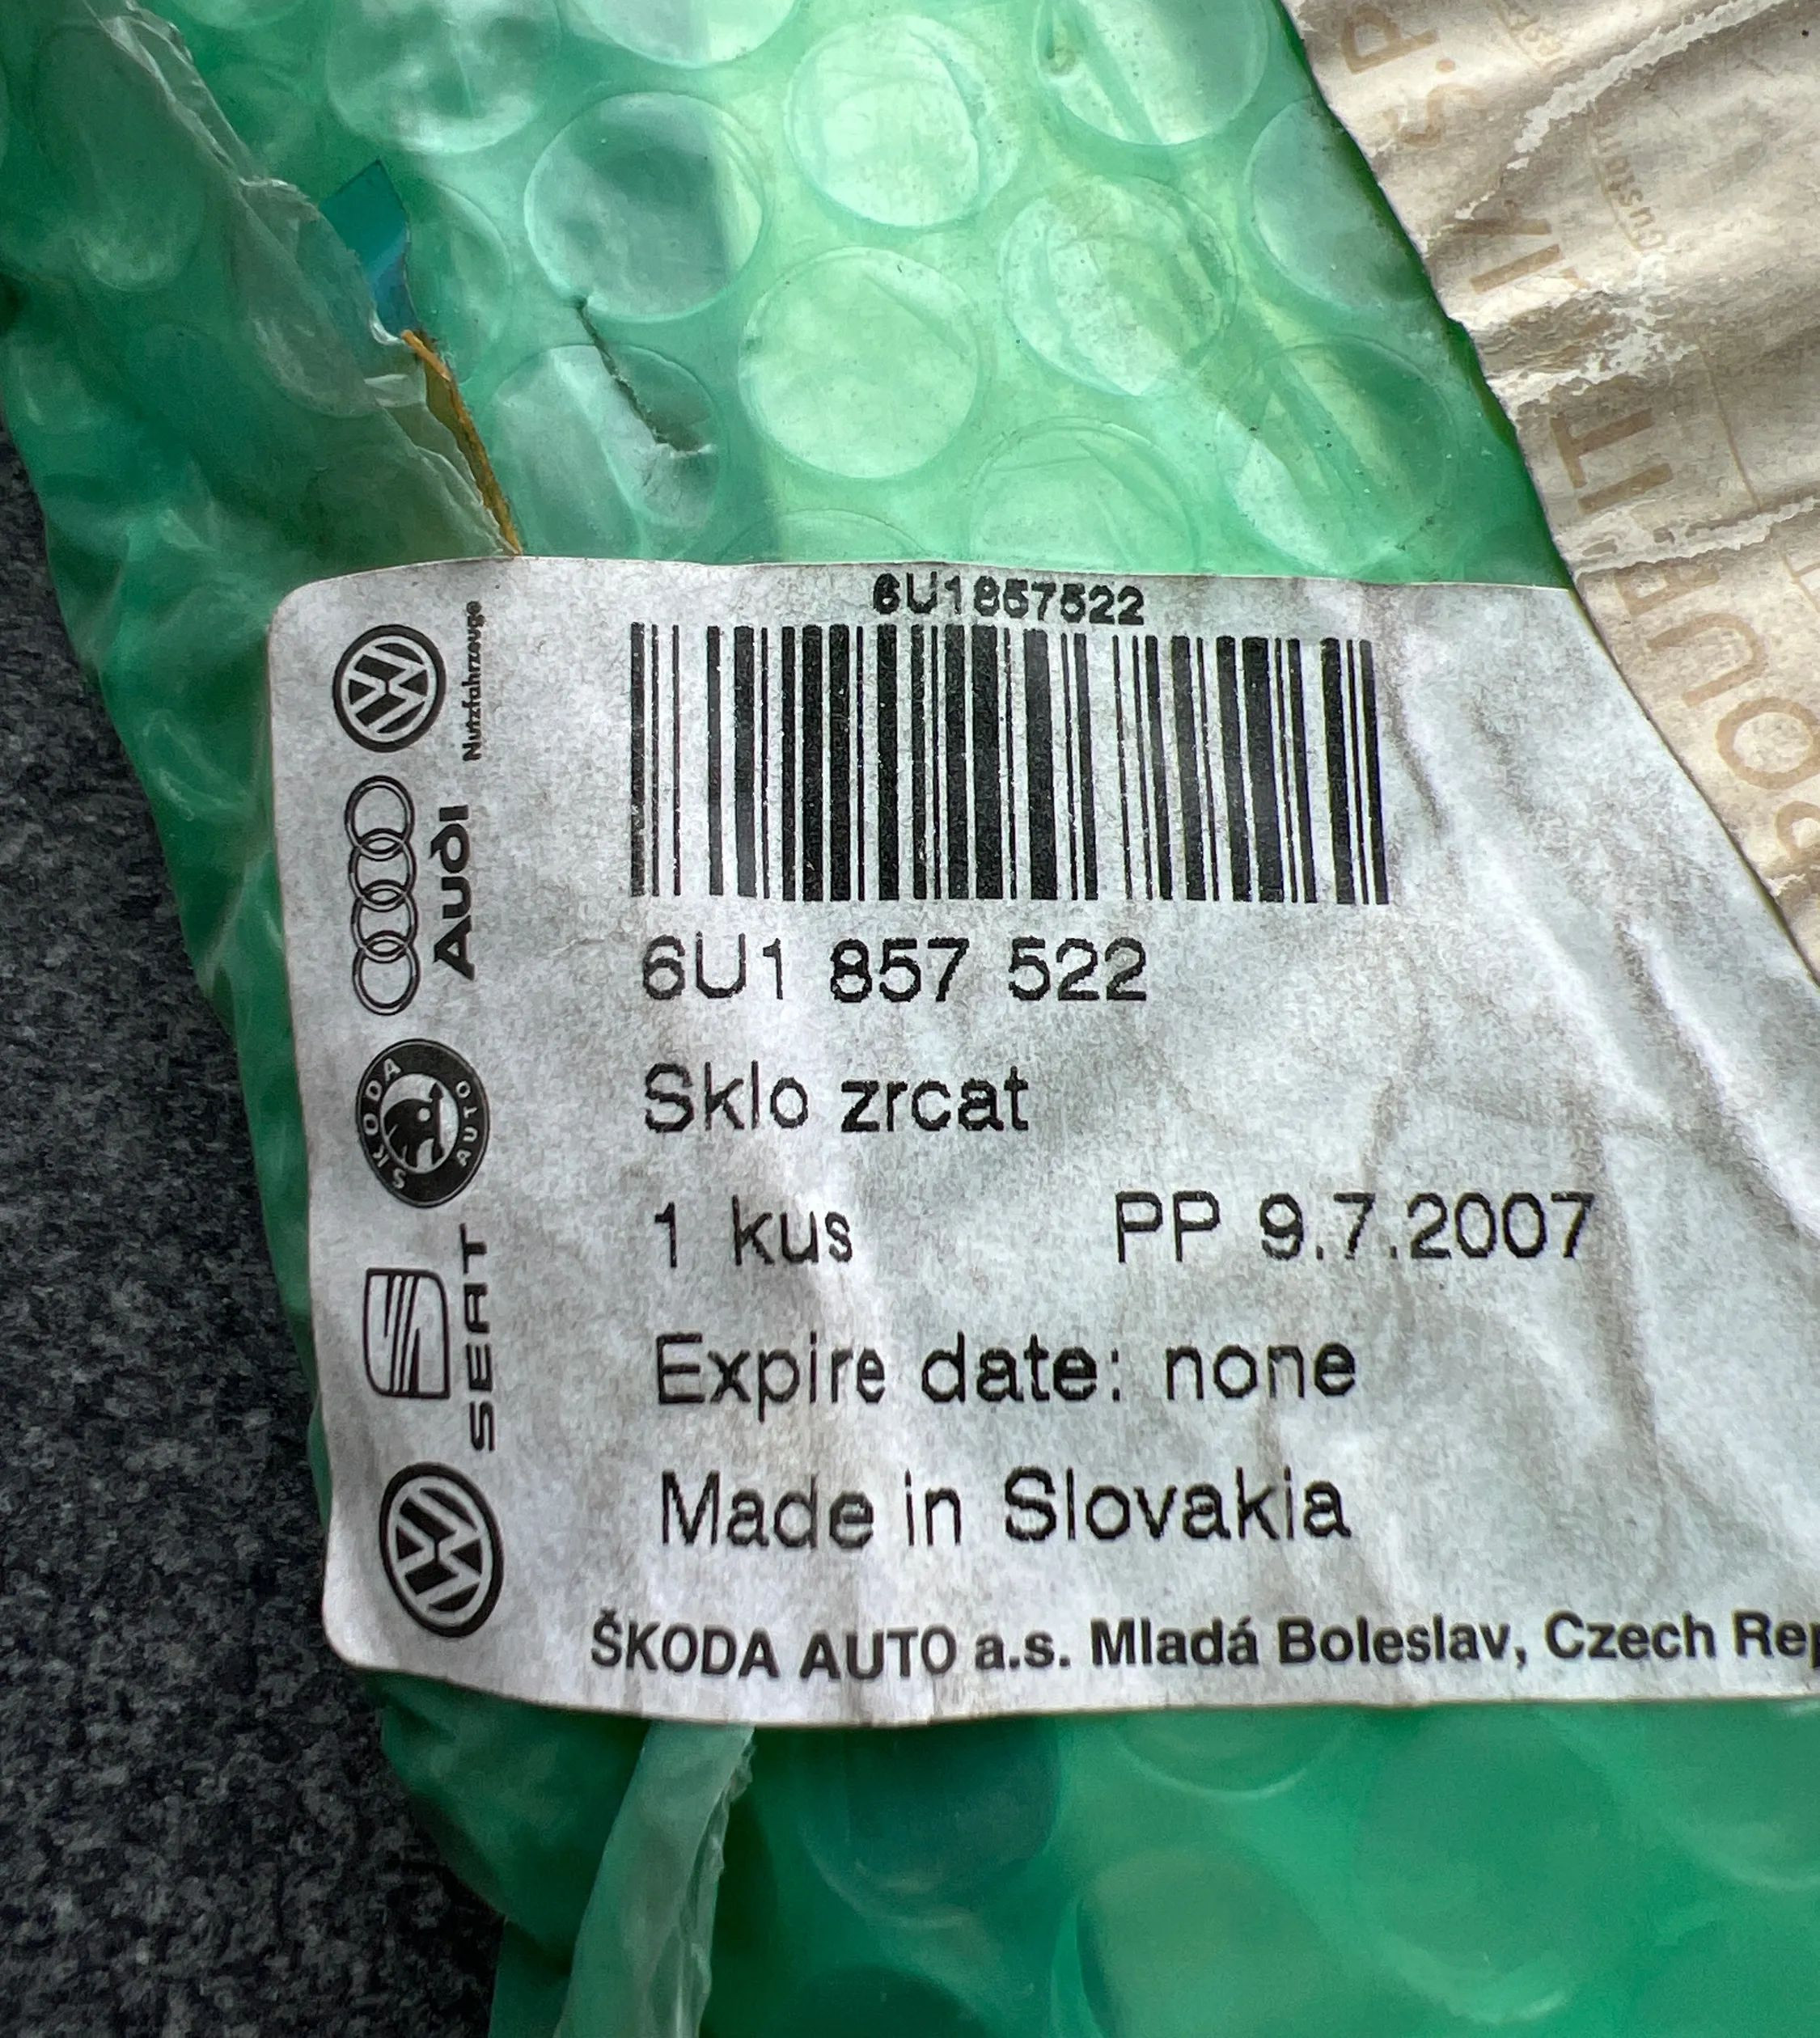 6U1857522
6U1 857 522
Sklo zrcat
1 kus PP 9.7.2007
Expire date: none
Made in Slovakia
ŠKODA AUTO a.s. Mladá Boleslav, Czech Rep
Nutzfahrzeuge
Audi
SKODA AUTO
SEAT